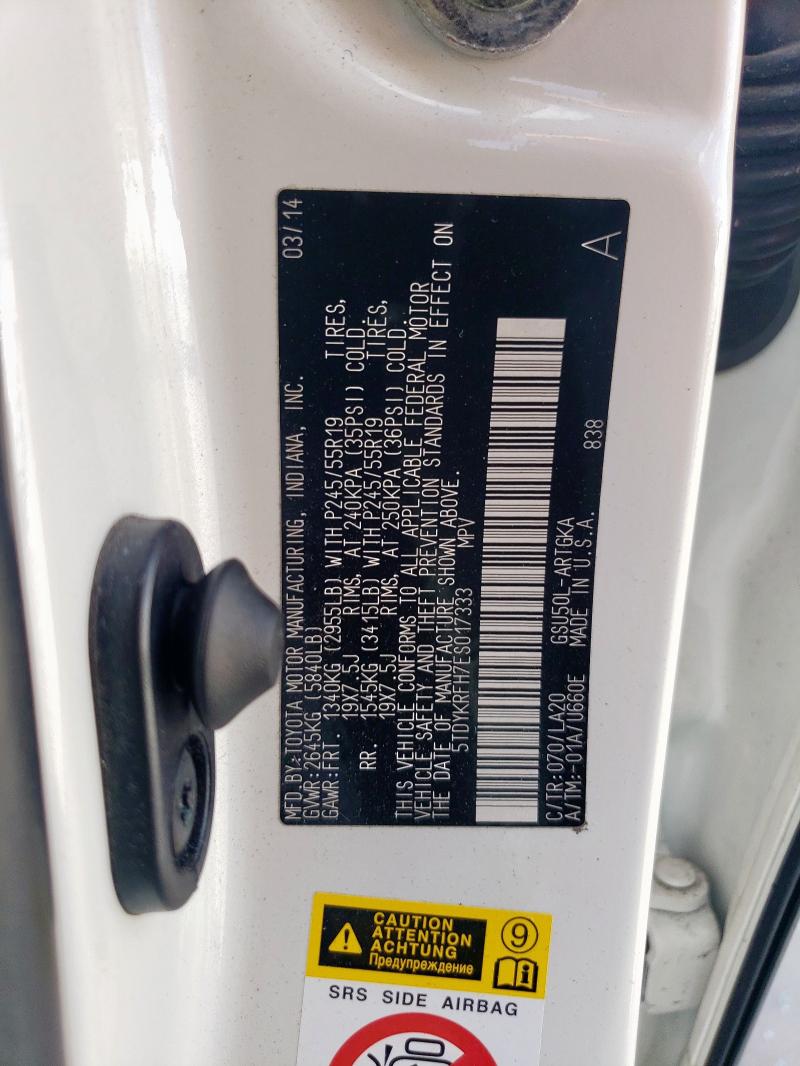 MFD.BY:TOYOTA MOTOR MANUFACTURING, INDIANA, INC. 03/14
GVWR:2645KG (5840LB)
GAWR:FRT 1340KG (2955LB) WITH P245/55R19 TIRES,
19X7.5J RIMS. AT 240KPA (35PSI) COLD.
RR. 1545KG (3415LB) WITH P245/55R19 TIRES,
19X7.5J RIMS. AT 250KPA (36PSI) COLD.
THIS VEHICLE CONFORMS TO ALL APPLICABLE FEDERAL MOTOR
VEHICLE SAFETY AND THEFT PREVENTION STANDARDS IN EFFECT ON
THE DATE OF MANUFACTURE SHOWN ABOVE.
5TDYKRFH7ES017333 MPV
C/TR:070/LA20 GSU50L-ARTGKA
A/TM:-01A/U660E MADE IN U.S.A. 838 A
CAUTION
ATTENTION
ACHTUNG
Предупреждение
9
i
SRS SIDE AIRBAG